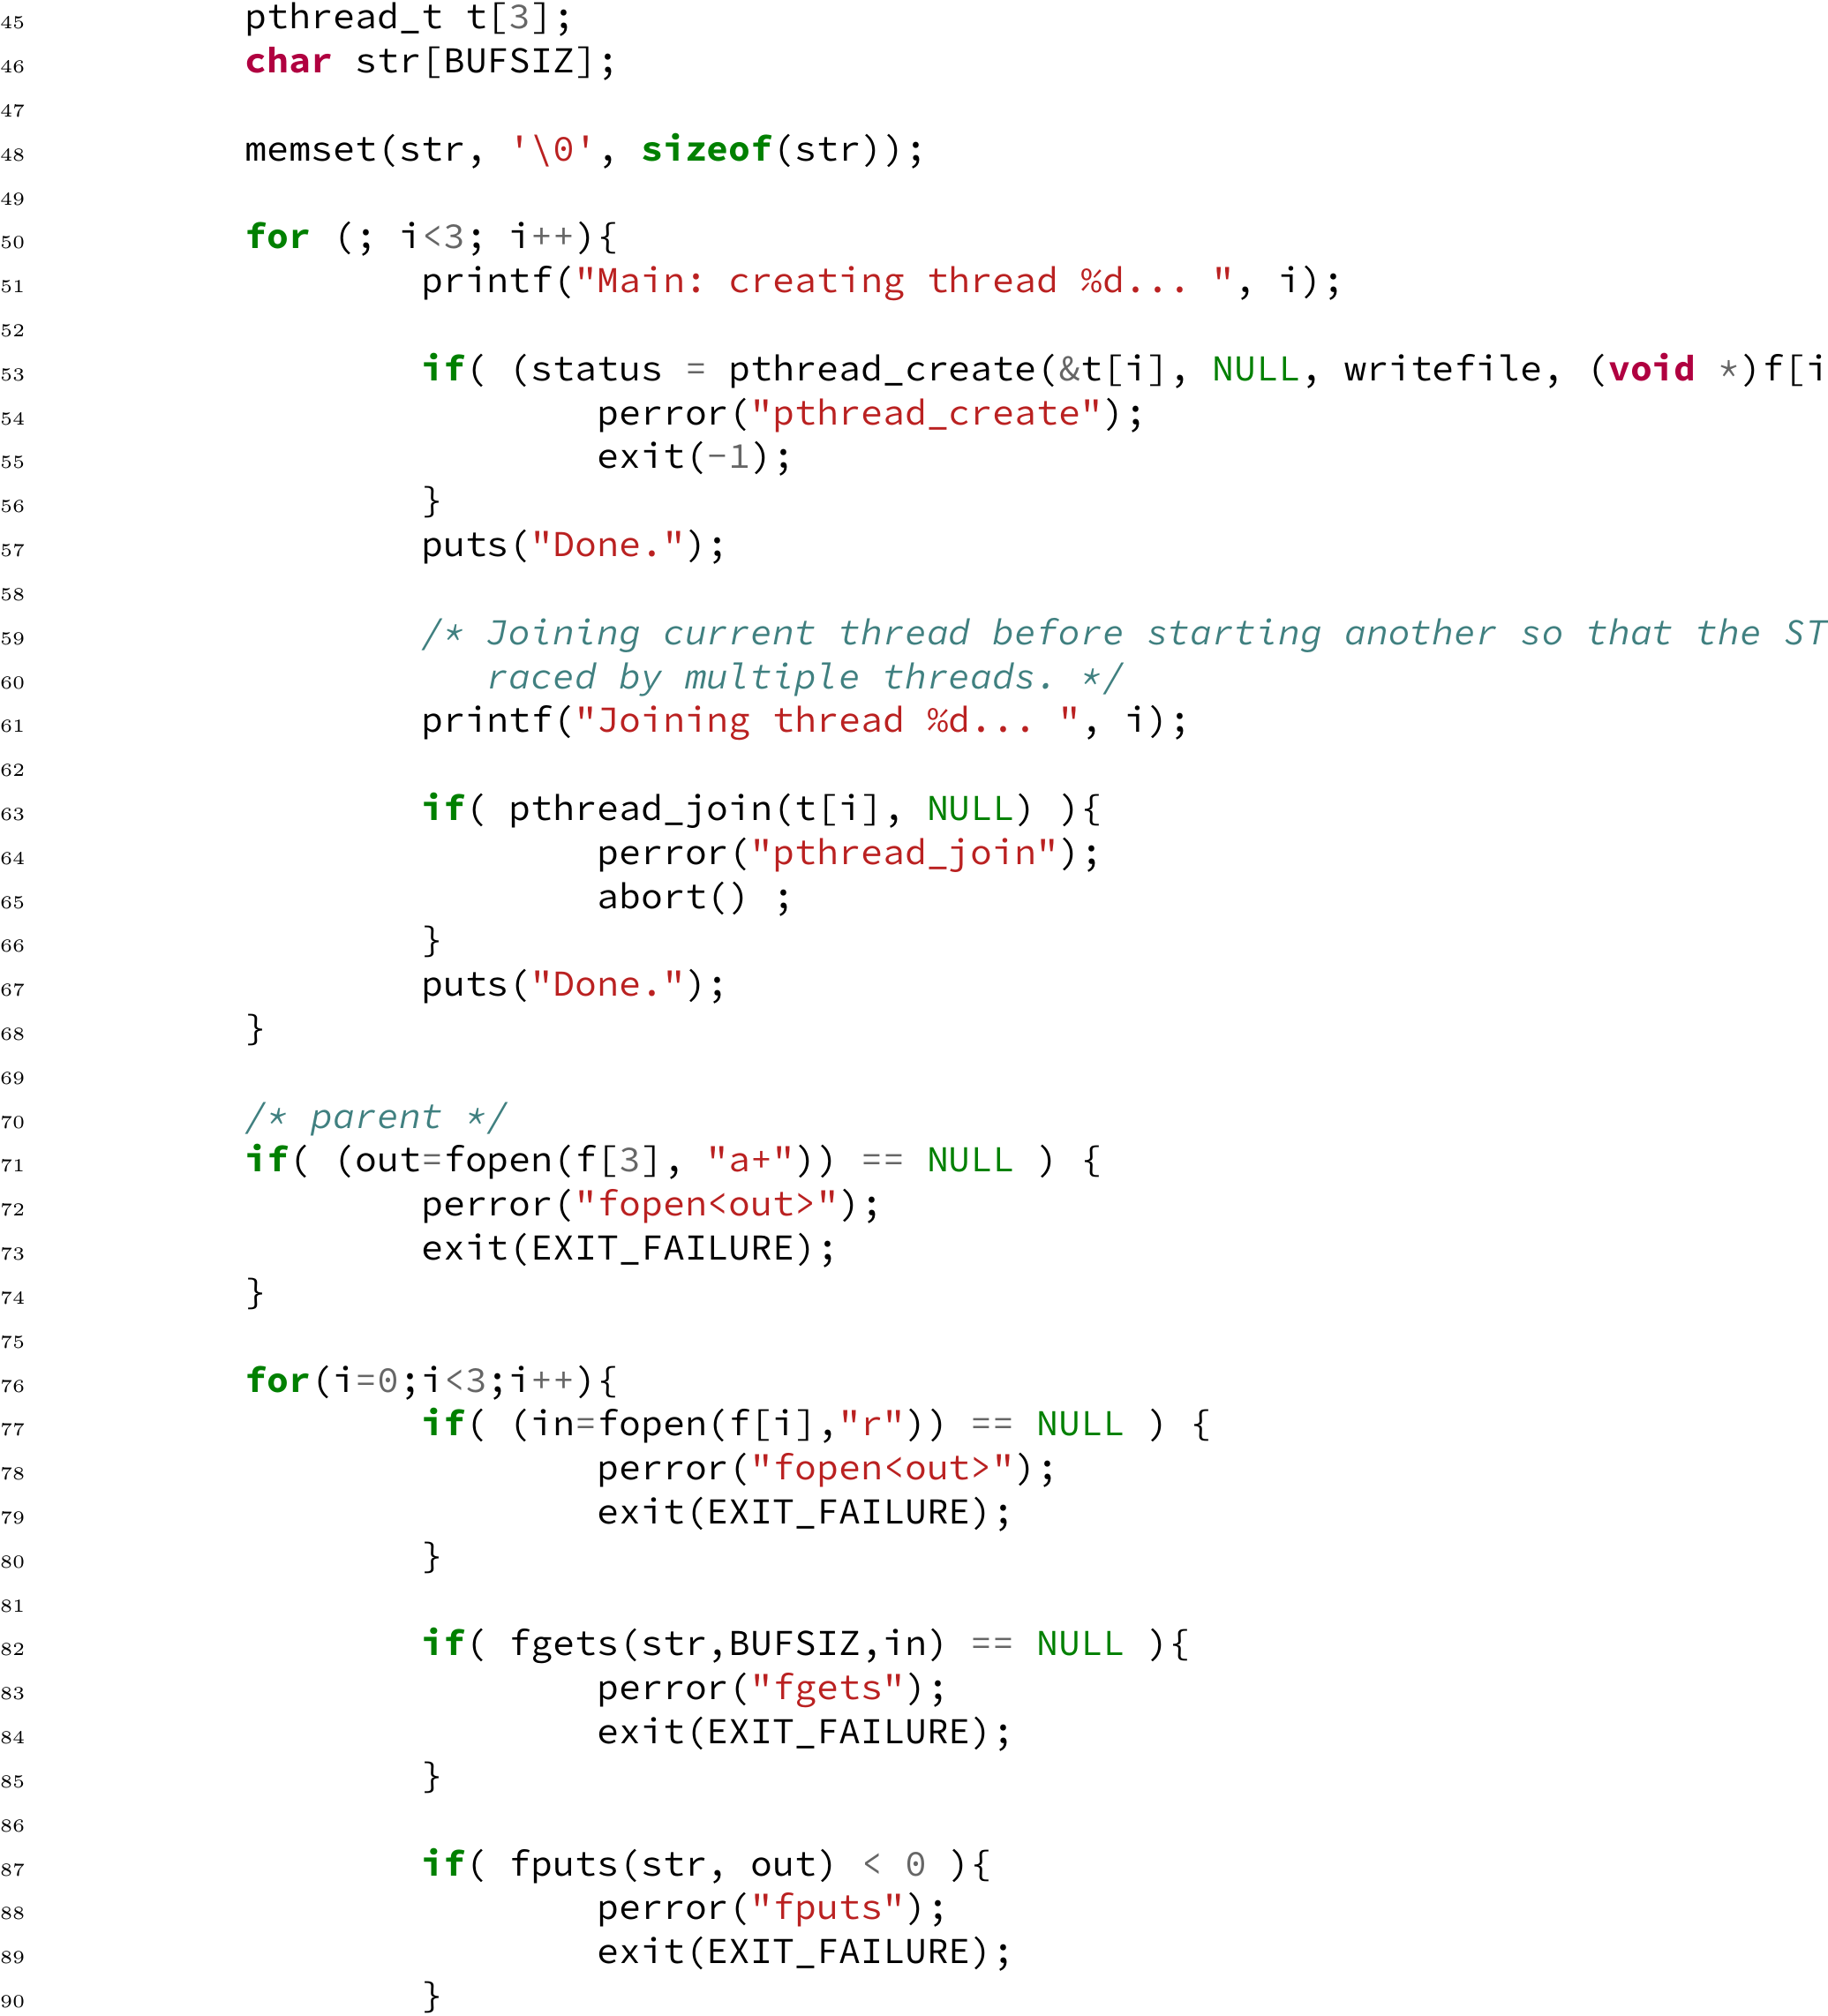 45 pthread_t t[3];
46 char str[BUFSIZ];
47
48 memset(str, '\0', sizeof(str));
49
50 for (; i<3; i++){
51 printf("Main: creating thread %d... ", i);
52
53 if( (status = pthread_create(&t[i], NULL, writefile, (void *)f[i
54 perror("pthread_create");
55 exit(-1);
56 }
57 puts("Done.");
58
59 /* Joining current thread before starting another so that the ST
60 raced by multiple threads. */
61 printf("Joining thread %d... ", i);
62
63 if( pthread_join(t[i], NULL) ){
64 perror("pthread_join");
65 abort() ;
66 }
67 puts("Done.");
68 }
69
70 /* parent */
71 if( (out=fopen(f[3], "a+")) == NULL ) {
72 perror("fopen<out>");
73 exit(EXIT_FAILURE);
74 }
75
76 for(i=0;i<3;i++){
77 if( (in=fopen(f[i],"r")) == NULL ) {
78 perror("fopen<out>");
79 exit(EXIT_FAILURE);
80 }
81
82 if( fgets(str,BUFSIZ,in) == NULL ){
83 perror("fgets");
84 exit(EXIT_FAILURE);
85 }
86
87 if( fputs(str, out) < 0 ){
88 perror("fputs");
89 exit(EXIT_FAILURE);
90 }